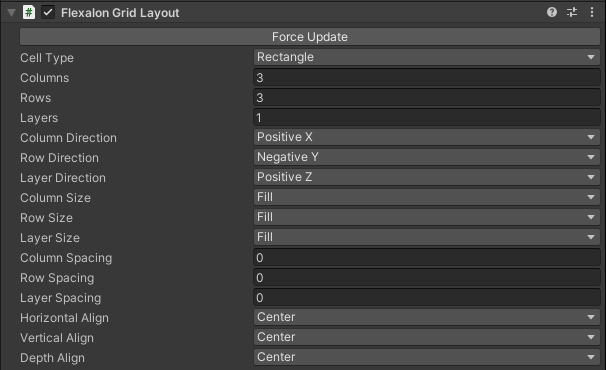 # Flexalon Grid Layout
Force Update
Cell Type Rectangle
Columns 3
Rows 3
Layers 1
Column Direction Positive X
Row Direction Negative Y
Layer Direction Positive Z
Column Size Fill
Row Size Fill
Layer Size Fill
Column Spacing 0
Row Spacing 0
Layer Spacing 0
Horizontal Align Center
Vertical Align Center
Depth Align Center